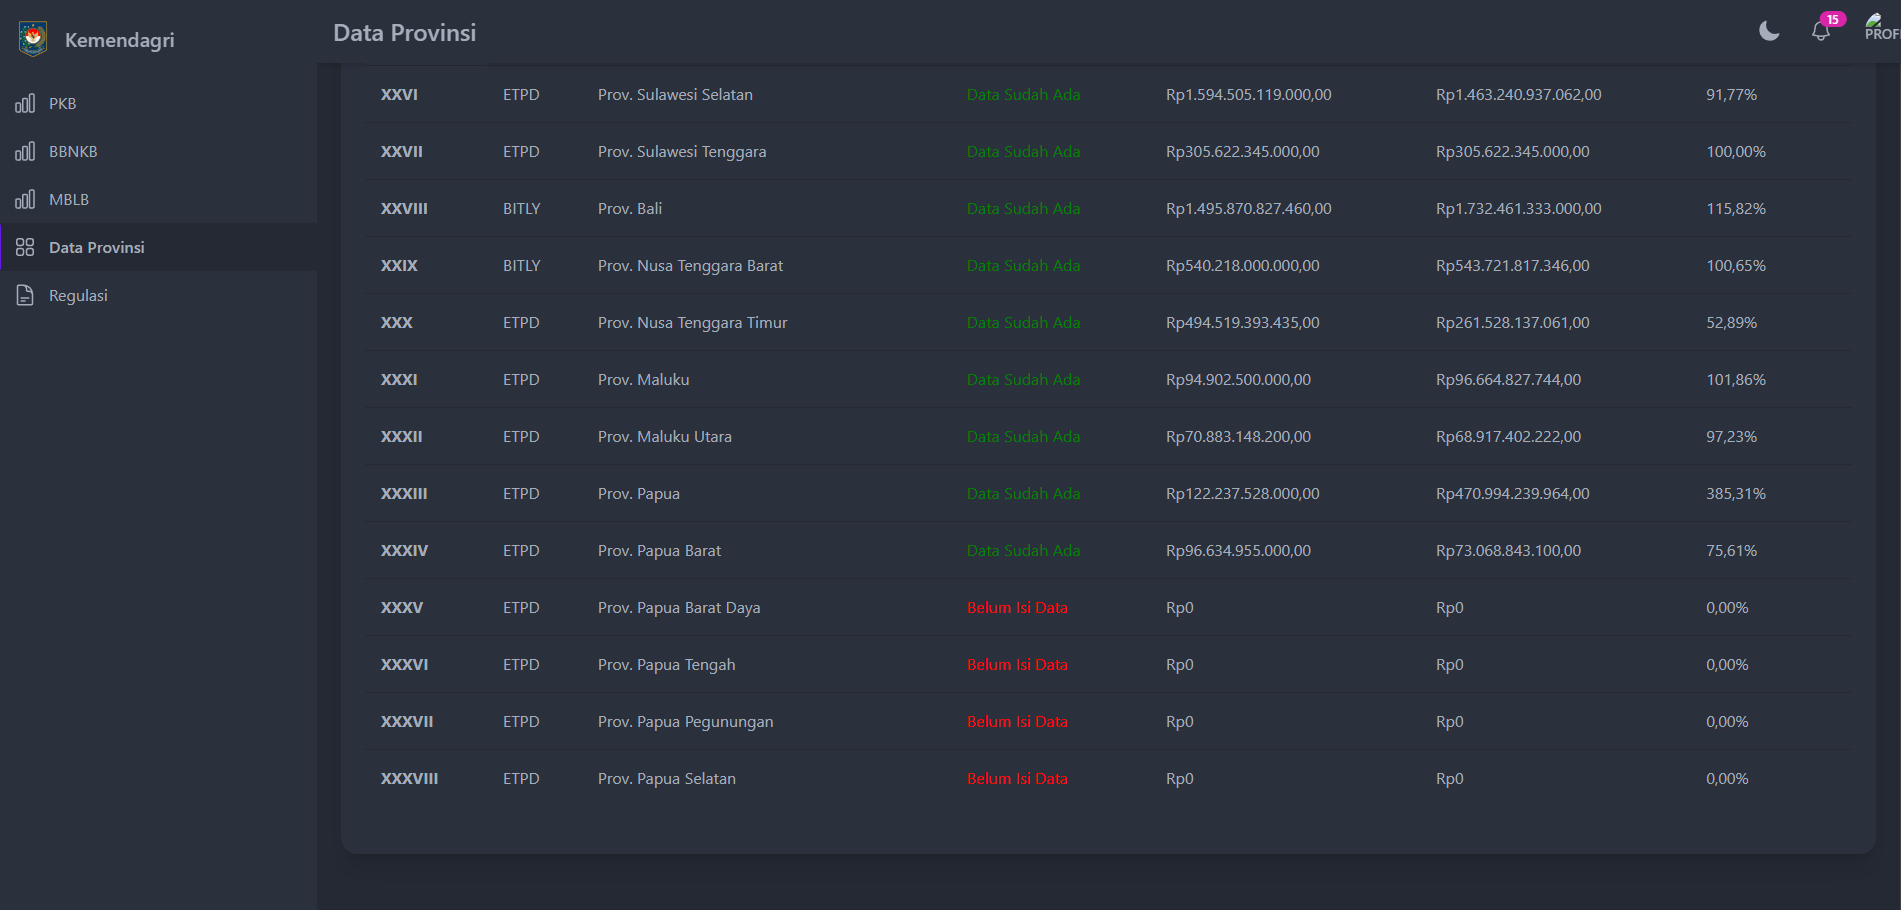 Kemendagri
PKB
BBNKB
MBLB
Data Provinsi
Regulasi
Data Provinsi
15
PROF
XXVI ETPD Prov. Sulawesi Selatan Data Sudah Ada Rp1.594.505.119.000,00 Rp1.463.240.937.062,00 91,77%
XXVII ETPD Prov. Sulawesi Tenggara Data Sudah Ada Rp305.622.345.000,00 Rp305.622.345.000,00 100,00%
XXVIII BITLY Prov. Bali Data Sudah Ada Rp1.495.870.827.460,00 Rp1.732.461.333.000,00 115,82%
XXIX BITLY Prov. Nusa Tenggara Barat Data Sudah Ada Rp540.218.000.000,00 Rp543.721.817.346,00 100,65%
XXX ETPD Prov. Nusa Tenggara Timur Data Sudah Ada Rp494.519.393.435,00 Rp261.528.137.061,00 52,89%
XXXI ETPD Prov. Maluku Data Sudah Ada Rp94.902.500.000,00 Rp96.664.827.744,00 101,86%
XXXII ETPD Prov. Maluku Utara Data Sudah Ada Rp70.883.148.200,00 Rp68.917.402.222,00 97,23%
XXXIII ETPD Prov. Papua Data Sudah Ada Rp122.237.528.000,00 Rp470.994.239.964,00 385,31%
XXXIV ETPD Prov. Papua Barat Data Sudah Ada Rp96.634.955.000,00 Rp73.068.843.100,00 75,61%
XXXV ETPD Prov. Papua Barat Daya Belum Isi Data Rp0 Rp0 0,00%
XXXVI ETPD Prov. Papua Tengah Belum Isi Data Rp0 Rp0 0,00%
XXXVII ETPD Prov. Papua Pegunungan Belum Isi Data Rp0 Rp0 0,00%
XXXVIII ETPD Prov. Papua Selatan Belum Isi Data Rp0 Rp0 0,00%